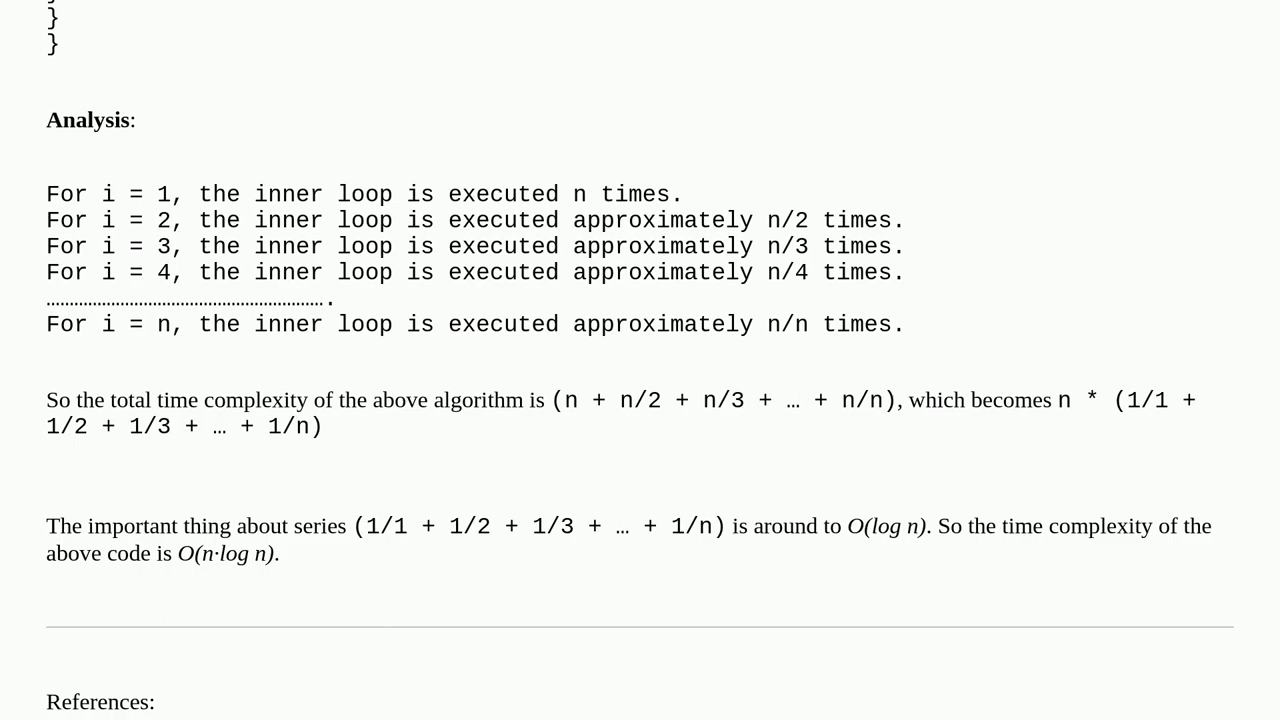 }
}
Analysis:
For i = 1, the inner loop is executed n times.
For i = 2, the inner loop is executed approximately n/2 times.
For i = 3, the inner loop is executed approximately n/3 times.
For i = 4, the inner loop is executed approximately n/4 times.
………………………………………………….
For i = n, the inner loop is executed approximately n/n times.
So the total time complexity of the above algorithm is (n + n/2 + n/3 + … + n/n), which becomes n * (1/1 +
1/2 + 1/3 + … + 1/n)
The important thing about series (1/1 + 1/2 + 1/3 + … + 1/n) is around to O(log n). So the time complexity of the
above code is O(n·log n).
References: